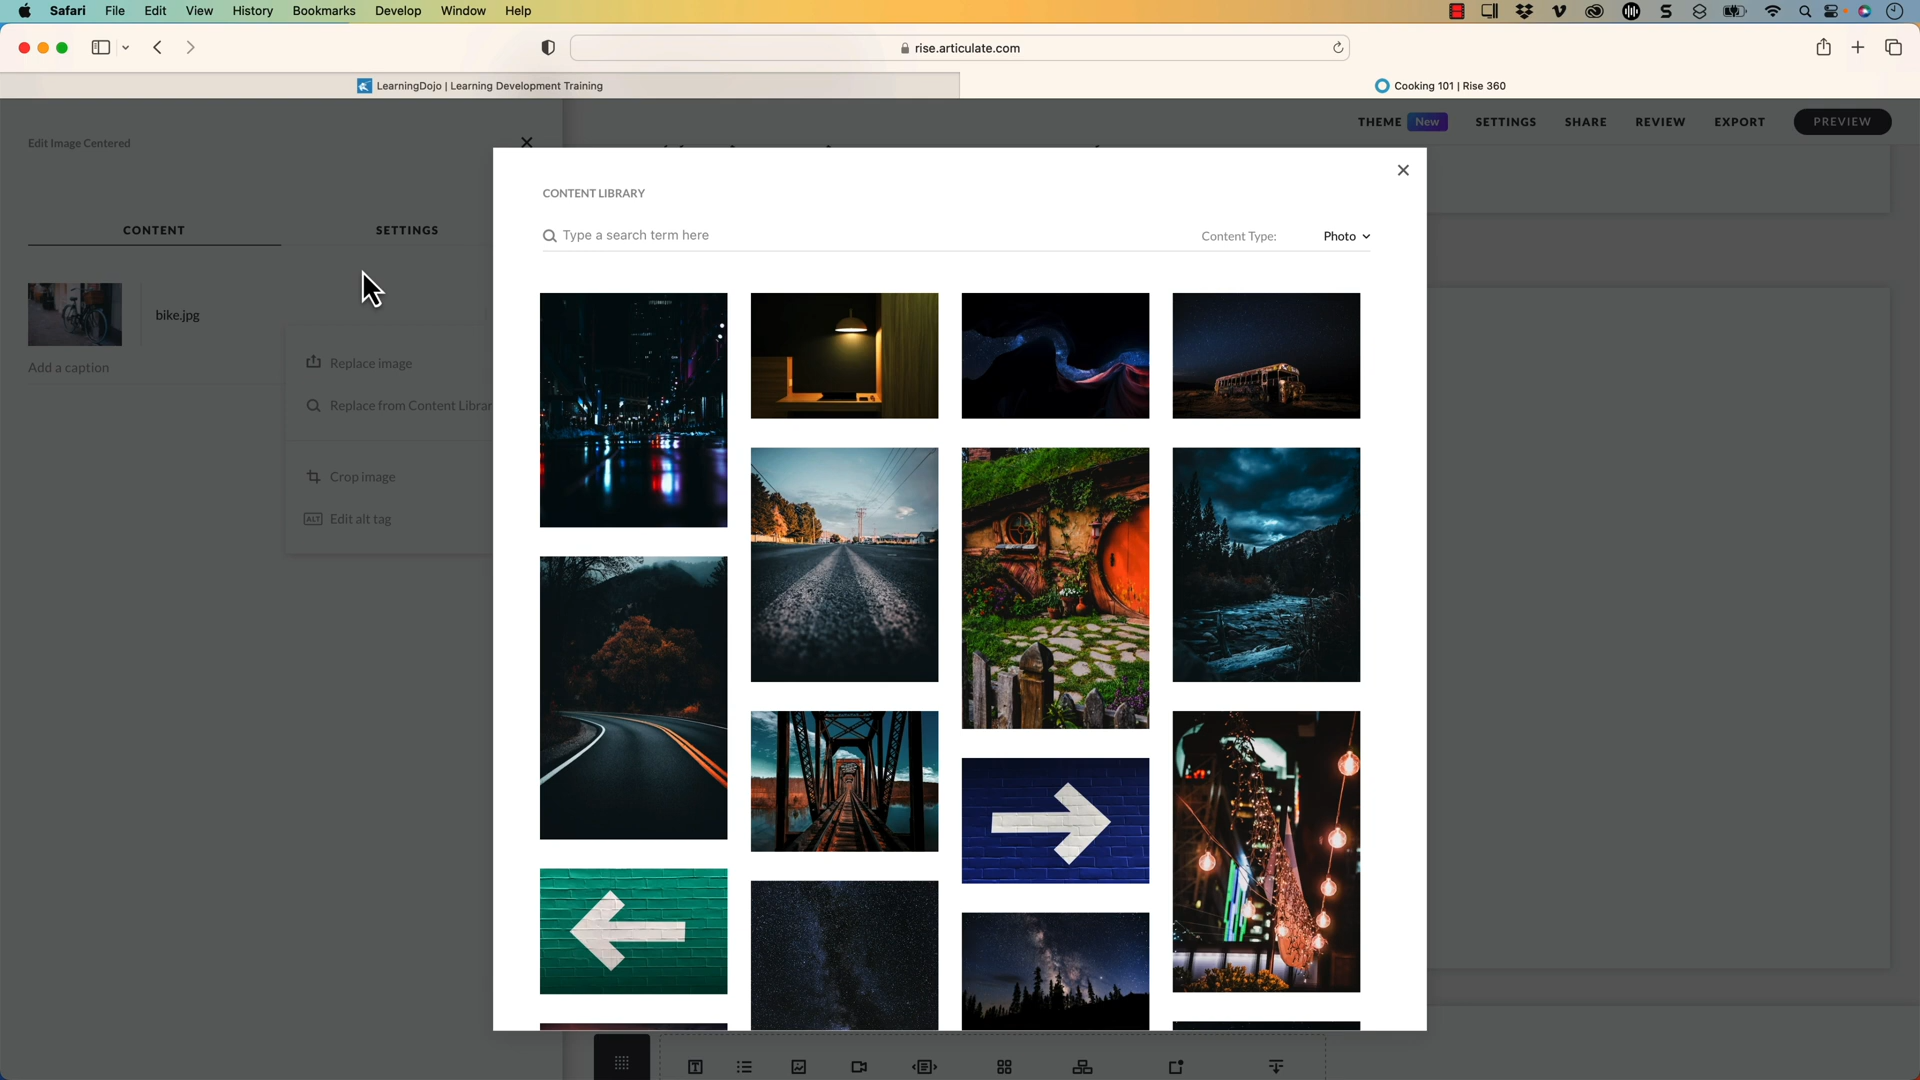 Safari File Edit View History Bookmarks Develop Window Help
rise.articulate.com
LearningDojo | Learning Development Training
Cooking 101 | Rise 360
Edit Image Centered
THEME New SETTINGS SHARE REVIEW EXPORT PREVIEW
CONTENT LIBRARY
CONTENT SETTINGS
Type a search term here
Content Type: Photo
bike.jpg
Add a caption
Replace image
Replace from Content Librar
Crop image
ALT Edit alt tag